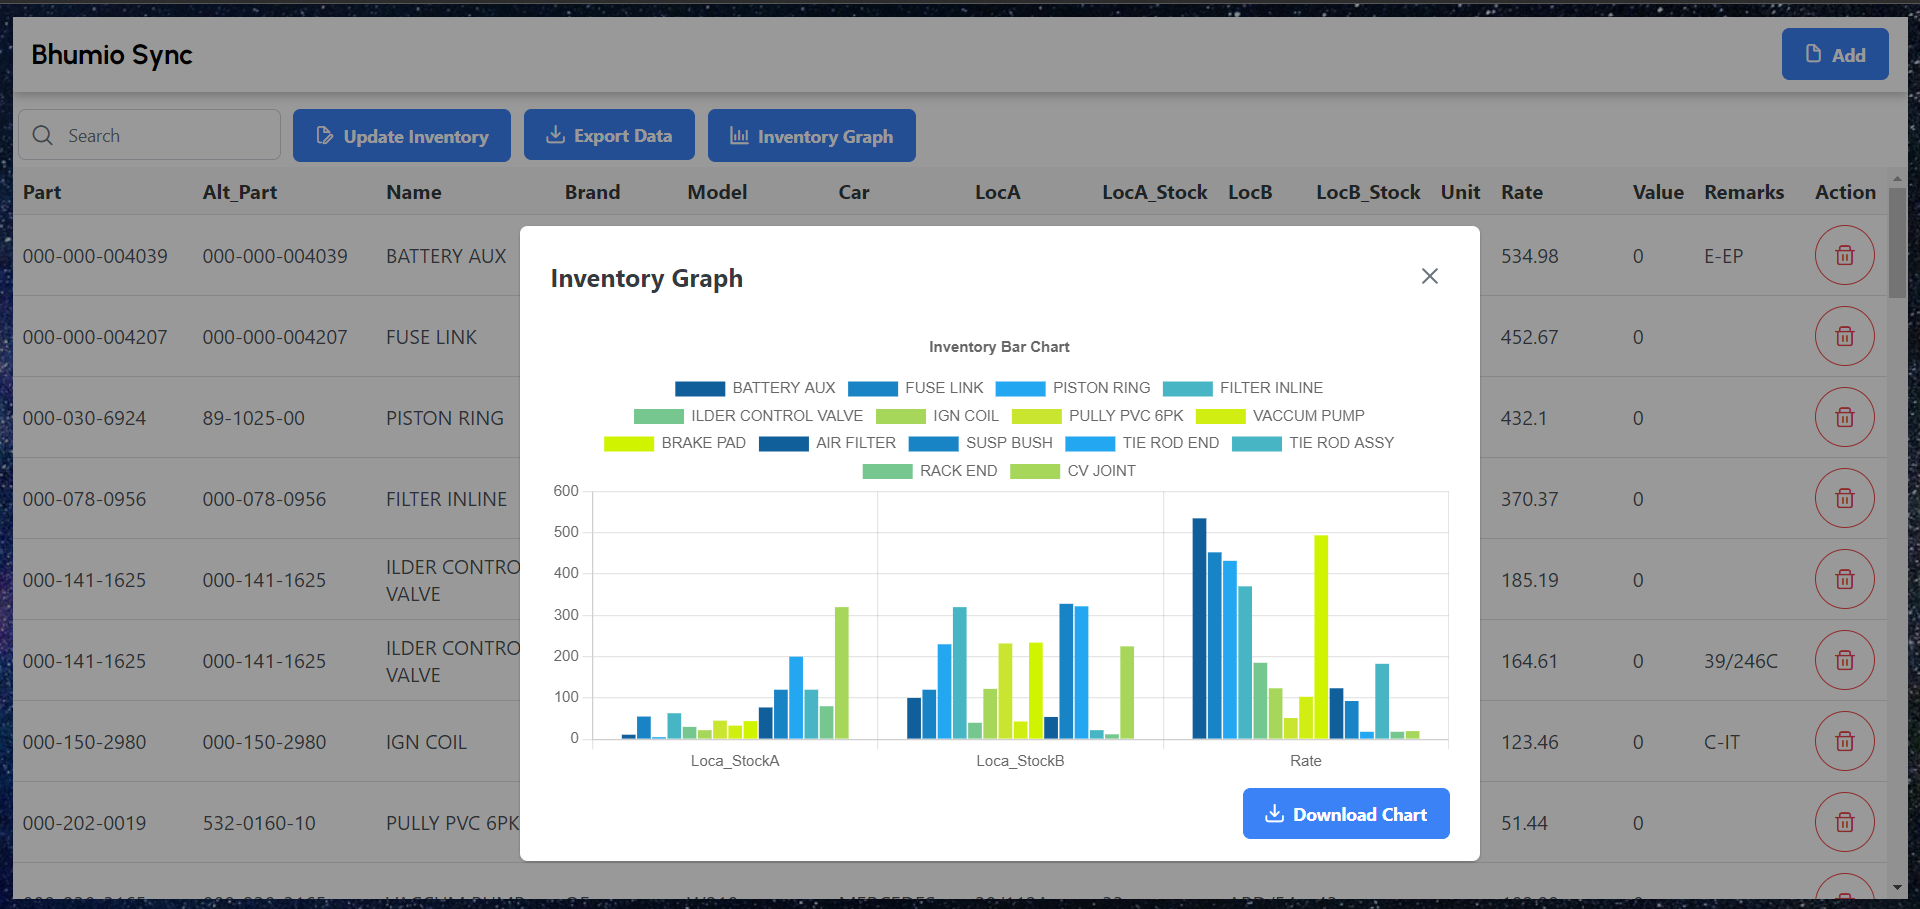 Bhumio Sync
Add
Search
Update Inventory
Export Data
Inventory Graph
Part Alt_Part Name Brand Model Car LocA LocA_Stock LocB LocB_Stock Unit Rate Value Remarks Action
000-000-004039 000-000-004039 BATTERY AUX 534.98 0 E-EP
000-000-004207 000-000-004207 FUSE LINK 452.67 0
000-030-6924 89-1025-00 PISTON RING 432.1 0
000-078-0956 000-078-0956 FILTER INLINE 370.37 0
000-141-1625 000-141-1625 ILDER CONTRO
VALVE 185.19 0
000-141-1625 000-141-1625 ILDER CONTRO
VALVE 164.61 0 39/246C
000-150-2980 000-150-2980 IGN COIL 123.46 0 C-IT
000-202-0019 532-0160-10 PULLY PVC 6PK 51.44 0
Inventory Graph
Inventory Bar Chart
BATTERY AUX FUSE LINK PISTON RING FILTER INLINE
ILDER CONTROL VALVE IGN COIL PULLY PVC 6PK VACCUM PUMP
BRAKE PAD AIR FILTER SUSP BUSH TIE ROD END TIE ROD ASSY
RACK END CV JOINT
600
500
400
300
200
100
0
Loca_StockA Loca_StockB Rate
Download Chart